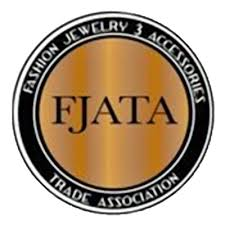 FASHION JEWELRY & ACCESSORIES
FJATA
TRADE ASSOCIATION